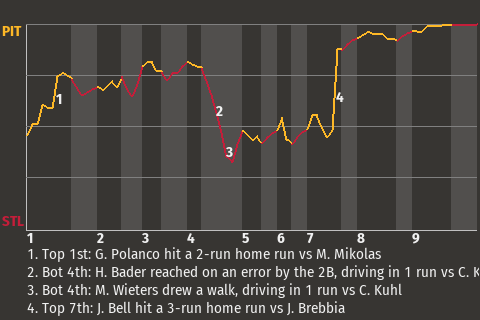 PIT
1
2
3
4
STL
1 2 3 4 5 6 7 8 9
1. Top 1st: G. Polanco hit a 2-run home run vs M. Mikolas
2. Bot 4th: H. Bader reached on an error by the 2B, driving in 1 run vs C. K
3. Bot 4th: M. Wieters drew a walk, driving in 1 run vs C. Kuhl
4. Top 7th: J. Bell hit a 3-run home run vs J. Brebbia